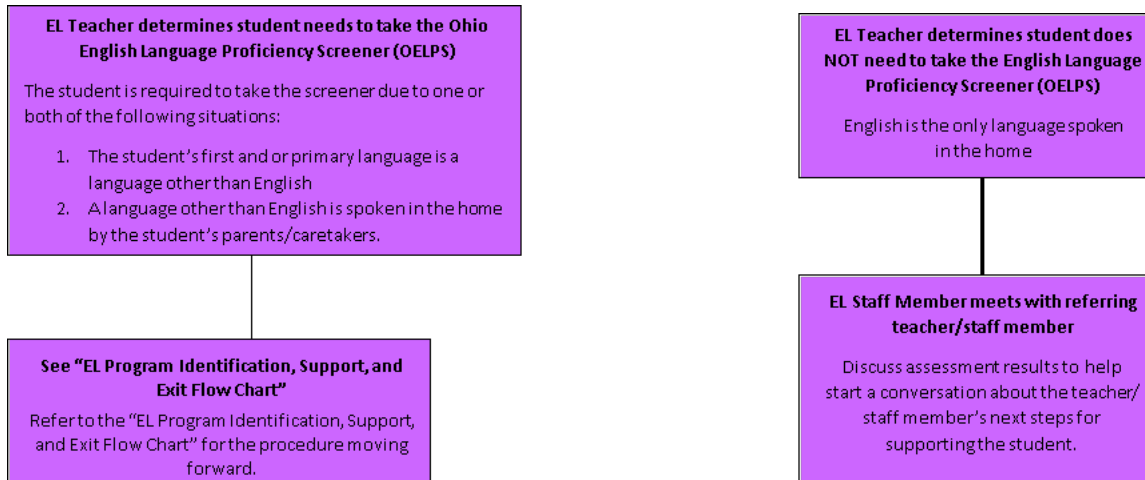 EL Teacher determines student needs to take the Ohio
English Language Proficiency Screener (OELPS)
The student is required to take the screener due to one or
both of the following situations:
1. The student's first and or primary language is a
language other than English
2. A language other than English is spoken in the home
by the student's parents/caretakers.
See "EL Program Identification, Support, and
Exit Flow Chart"
Refer to the "EL Program Identification, Support,
and Exit Flow Chart" for the procedure moving
forward.
EL Teacher determines student does
NOT need to take the English Language
Proficiency Screener (OELPS)
English is the only language spoken
in the home
EL Staff Member meets with referring
teacher/staff member
Discuss assessment results to help
start a conversation about the teacher/
staff member's next steps for
supporting the student.